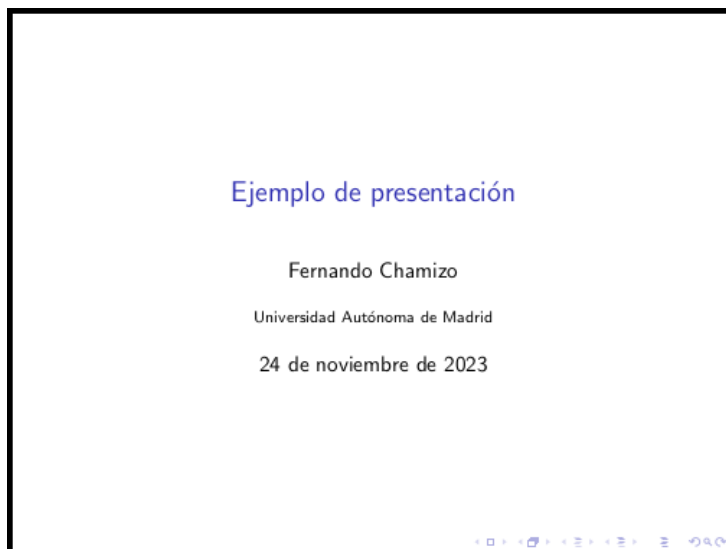 Ejemplo de presentación
Fernando Chamizo
Universidad Autónoma de Madrid
24 de noviembre de 2023